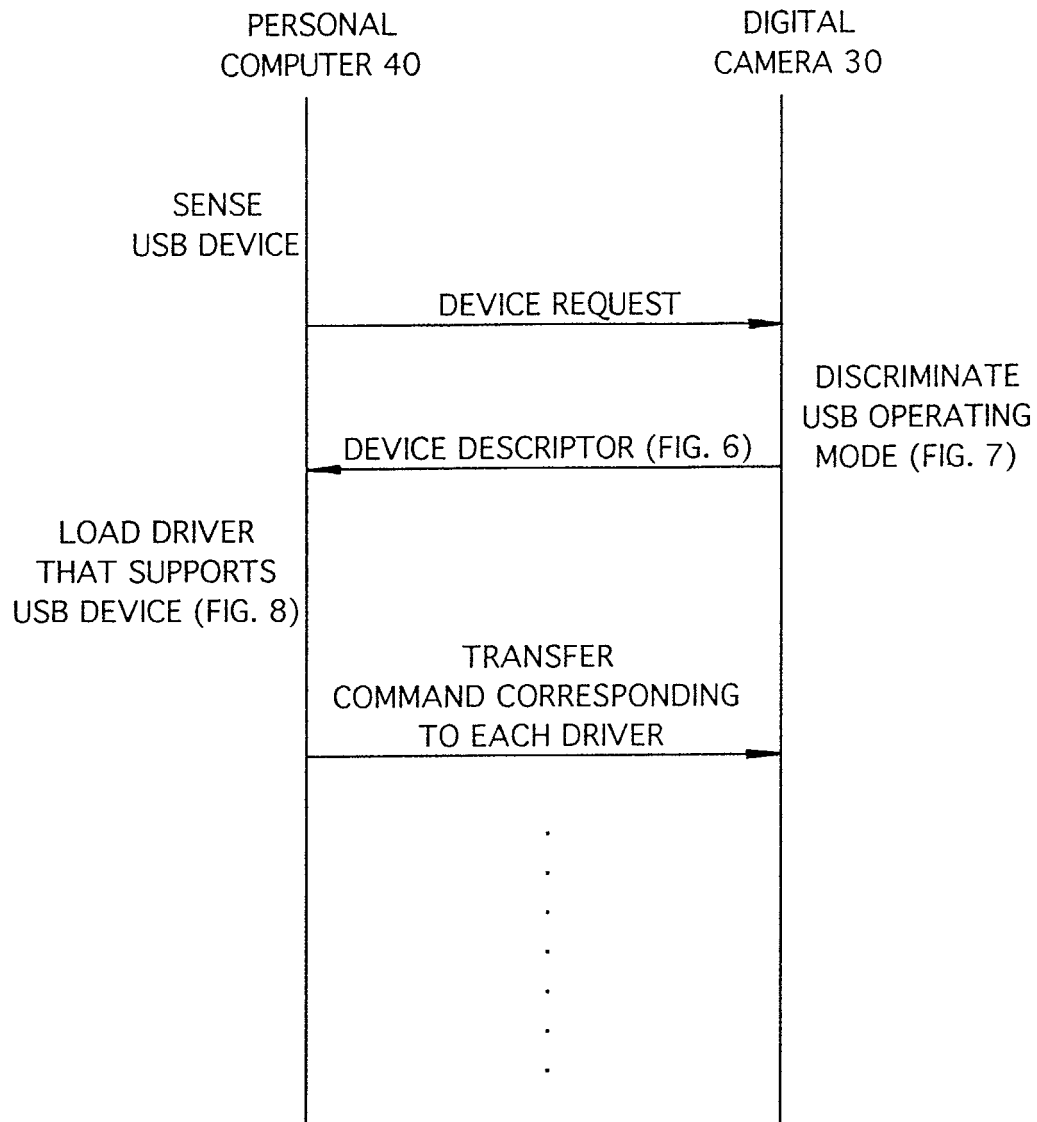 PERSONAL
COMPUTER 40
DIGITAL
CAMERA 30
SENSE
USB DEVICE
DEVICE REQUEST
DISCRIMINATE
USB OPERATING
MODE (FIG. 7)
DEVICE DESCRIPTOR (FIG. 6)
LOAD DRIVER
THAT SUPPORTS
USB DEVICE (FIG. 8)
TRANSFER
COMMAND CORRESPONDING
TO EACH DRIVER